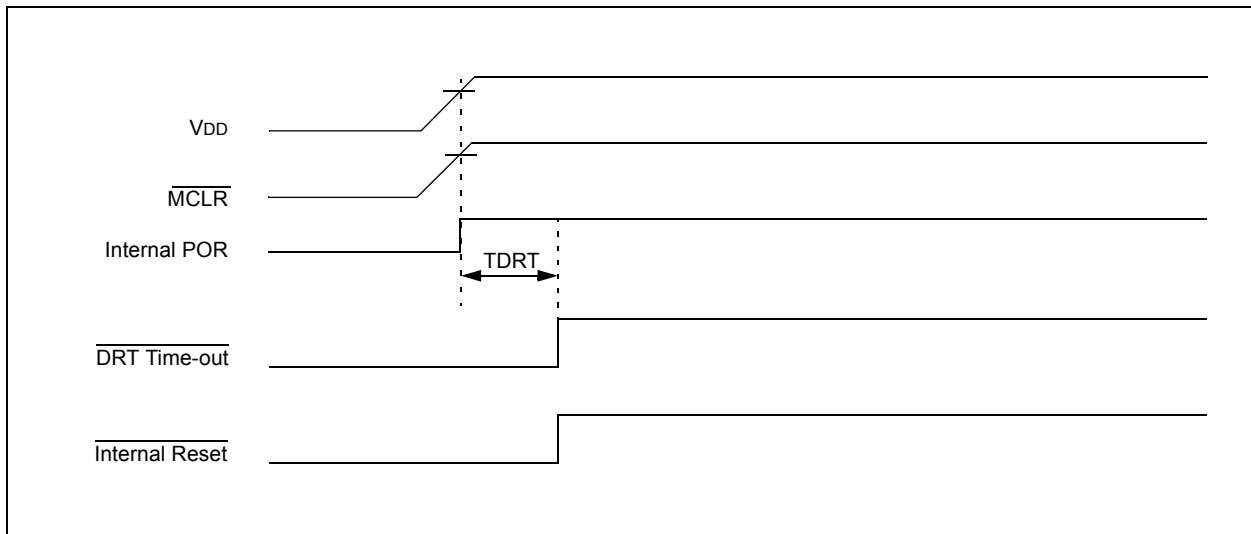 VDD
MCLR
Internal POR
TDRT
DRT Time-out
Internal Reset